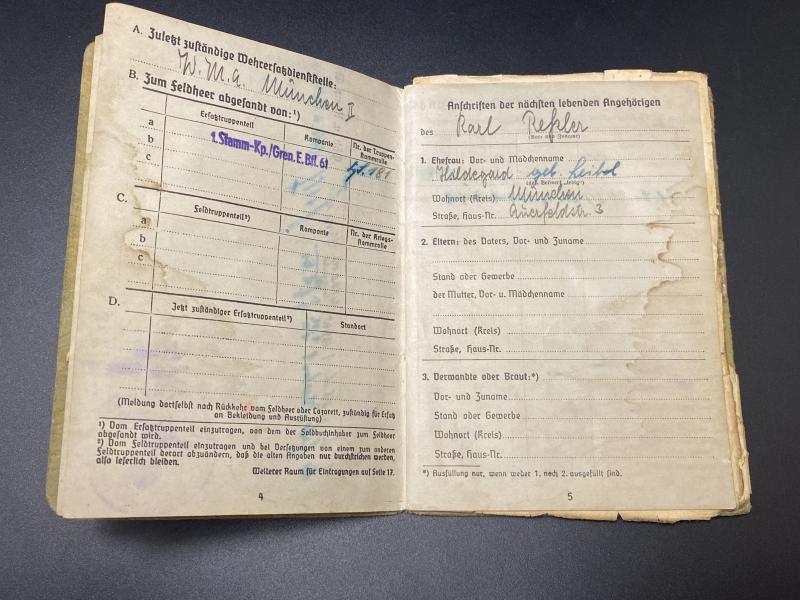 A. Zuletzt zuständige Wehrersatzdienststelle:
W.M.A. München II
B. Zum Feldheer abgesandt von:¹)
Ersatztruppenteil
Kompanie
Nr. der Truppen-
stammrolle
a
b
c
1.Stamm-Kp./Gren.E.Btl.61
181
C.
Feldtruppenteil²)
Kompanie
Nr. der Kriegs-
stammrolle
a
b
c
D.
Jetzt zuständiger Ersatztruppenteil²)
Standort
(Meldung dortselbst nach Rückkehr vom Feldheer oder Lazarett, zuständig für Ersatz
an Bekleidung und Ausrüstung)
¹) Vom Ersatztruppenteil einzutragen, von dem der Soldbuchinhaber zum Feldheer
abgesandt wird.
²) Vom Feldtruppenteil einzutragen und bei Versetzungen von einem zum anderen
Feldtruppenteil derart abzuändern, daß die alten Angaben nur durchstrichen werden,
also leserlich bleiben.
Weiterer Raum für Eintragungen auf Seite 17.
4
Anschriften der nächsten lebenden Angehörigen
des Karl Reßler
(Vor- und Zuname)
1. Ehefrau: Vor- und Mädchenname
Hildegard geb. Leibel
Wohnort (Kreis) München
Straße, Haus-Nr. Auerfeldstr. 3
2. Eltern: des Vaters, Vor- und Zuname
Stand oder Gewerbe
der Mutter, Vor- u. Mädchenname
Wohnort (Kreis)
Straße, Haus-Nr.
3. Verwandte oder Braut:*)
Vor- und Zuname
Stand oder Gewerbe
Wohnort (Kreis)
Straße, Haus-Nr.
*) Ausfüllung nur, wenn weder 1. noch 2. ausgefüllt sind.
5